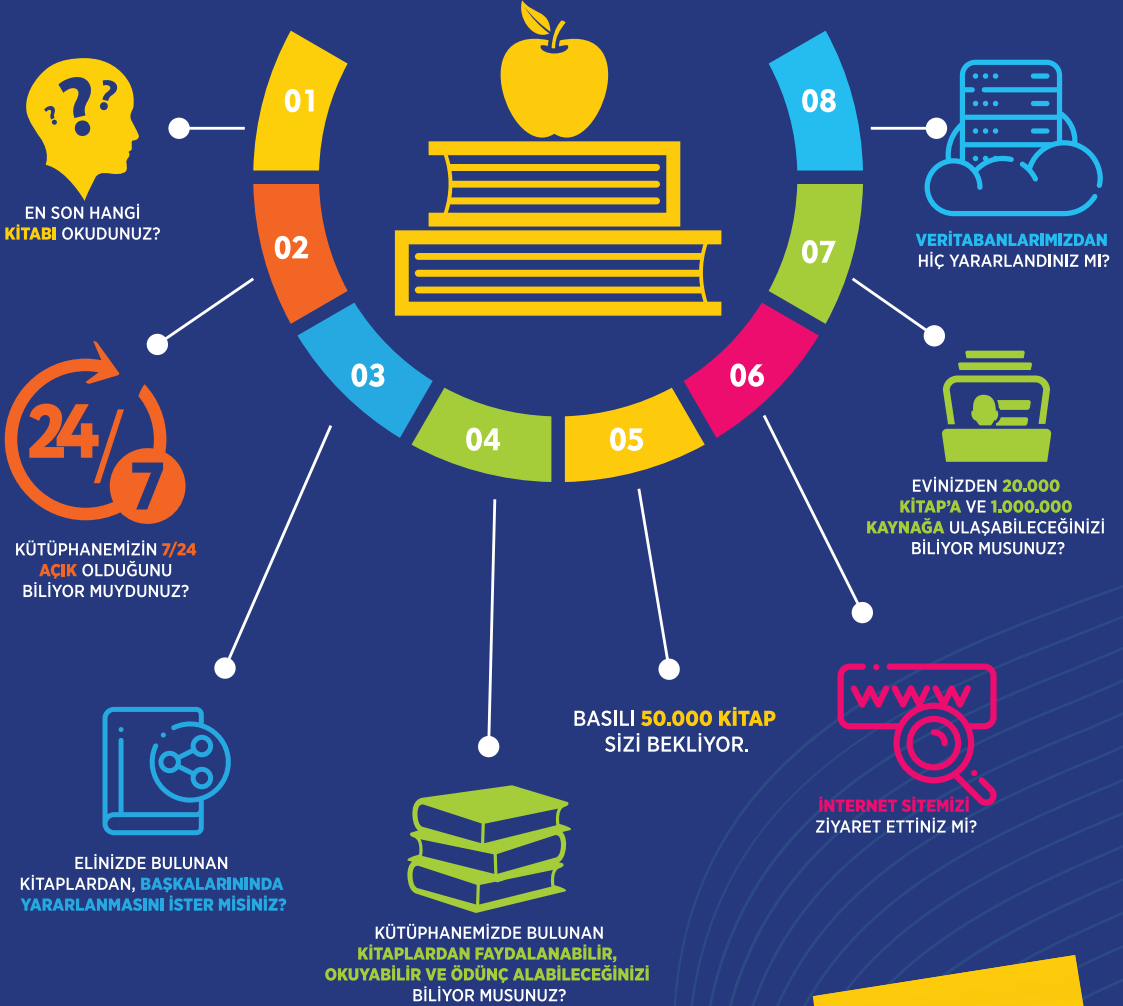 01
EN SON HANGİ
KİTABI OKUDUNUZ?
02
24/7
KÜTÜPHANEMİZİN 7/24
AÇIK OLDUĞUNU
BİLİYOR MUYDUNUZ?
03
ELİNİZDE BULUNAN
KİTAPLARDAN, BAŞKALARININDA
YARARLANMASINI İSTER MİSİNİZ?
04
KÜTÜPHANEMİZDE BULUNAN
KİTAPLARDAN FAYDALANABİLİR,
OKUYABİLİR VE ÖDÜNÇ ALABİLECEĞİNİZİ
BİLİYOR MUSUNUZ?
05
BASILI 50.000 KİTAP
SİZİ BEKLİYOR.
06
www
İNTERNET SİTEMİZİ
ZİYARET ETTİNİZ Mİ?
07
EVİNİZDEN 20.000
KİTAP'A VE 1.000.000
KAYNAĞA ULAŞABİLECEĞİNİZİ
BİLİYOR MUSUNUZ?
08
VERİTABANLARIMIZDAN
HİÇ YARARLANDINIZ MI?